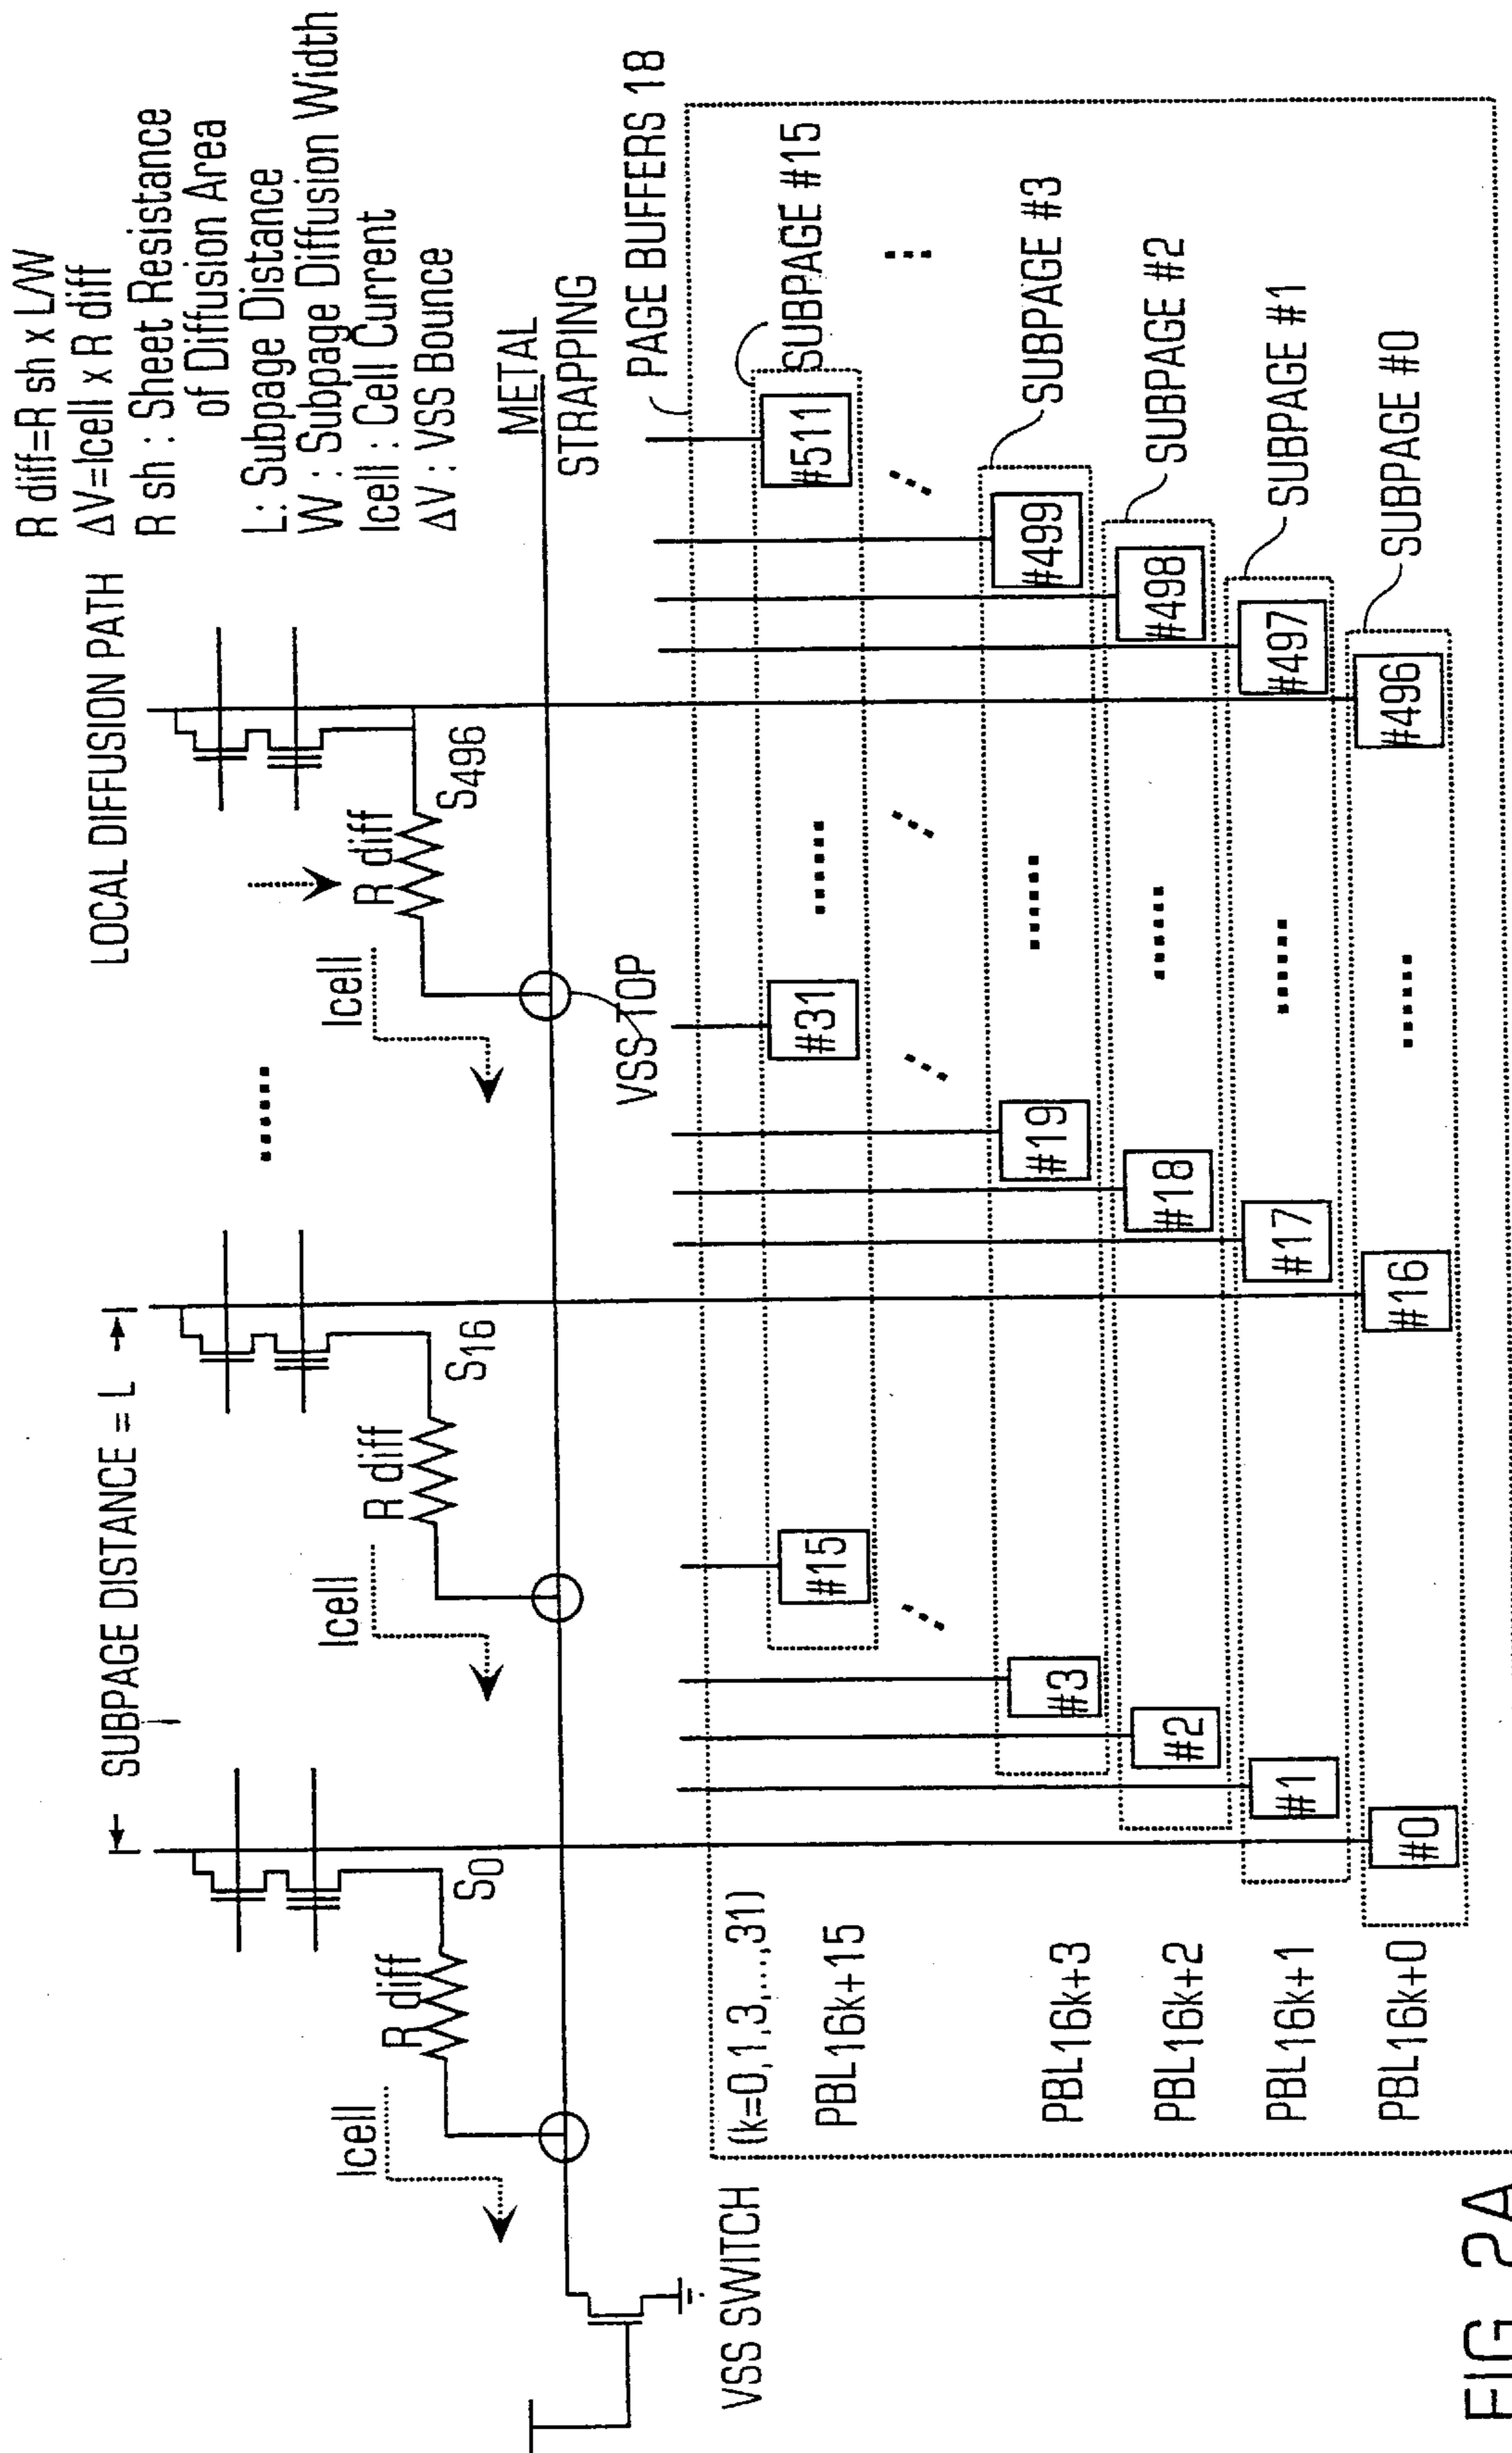 R diff=R sh x L/W
ΔV=Icell x R diff
R sh : Sheet Resistance
of Diffusion Area
L: Subpage Distance
W : Subpage Diffusion Width
Icell : Cell Current
ΔV : VSS Bounce
SUBPAGE DISTANCE = L
LOCAL DIFFUSION PATH
Icell
R diff
S0
Icell
R diff
S16
Icell
R diff
S496
METAL
STRAPPING
VSS SWITCH
VSS TOP
PAGE BUFFERS 18
(k=0,1,3,...,31)
PBL16k+15
#15
#31
#511
SUBPAGE #15
PBL16k+3
#3
#19
#499
SUBPAGE #3
PBL16k+2
#2
#18
#498
SUBPAGE #2
PBL16k+1
#1
#17
#497
SUBPAGE #1
PBL16k+0
#0
#16
#496
SUBPAGE #0
FIG. 2A